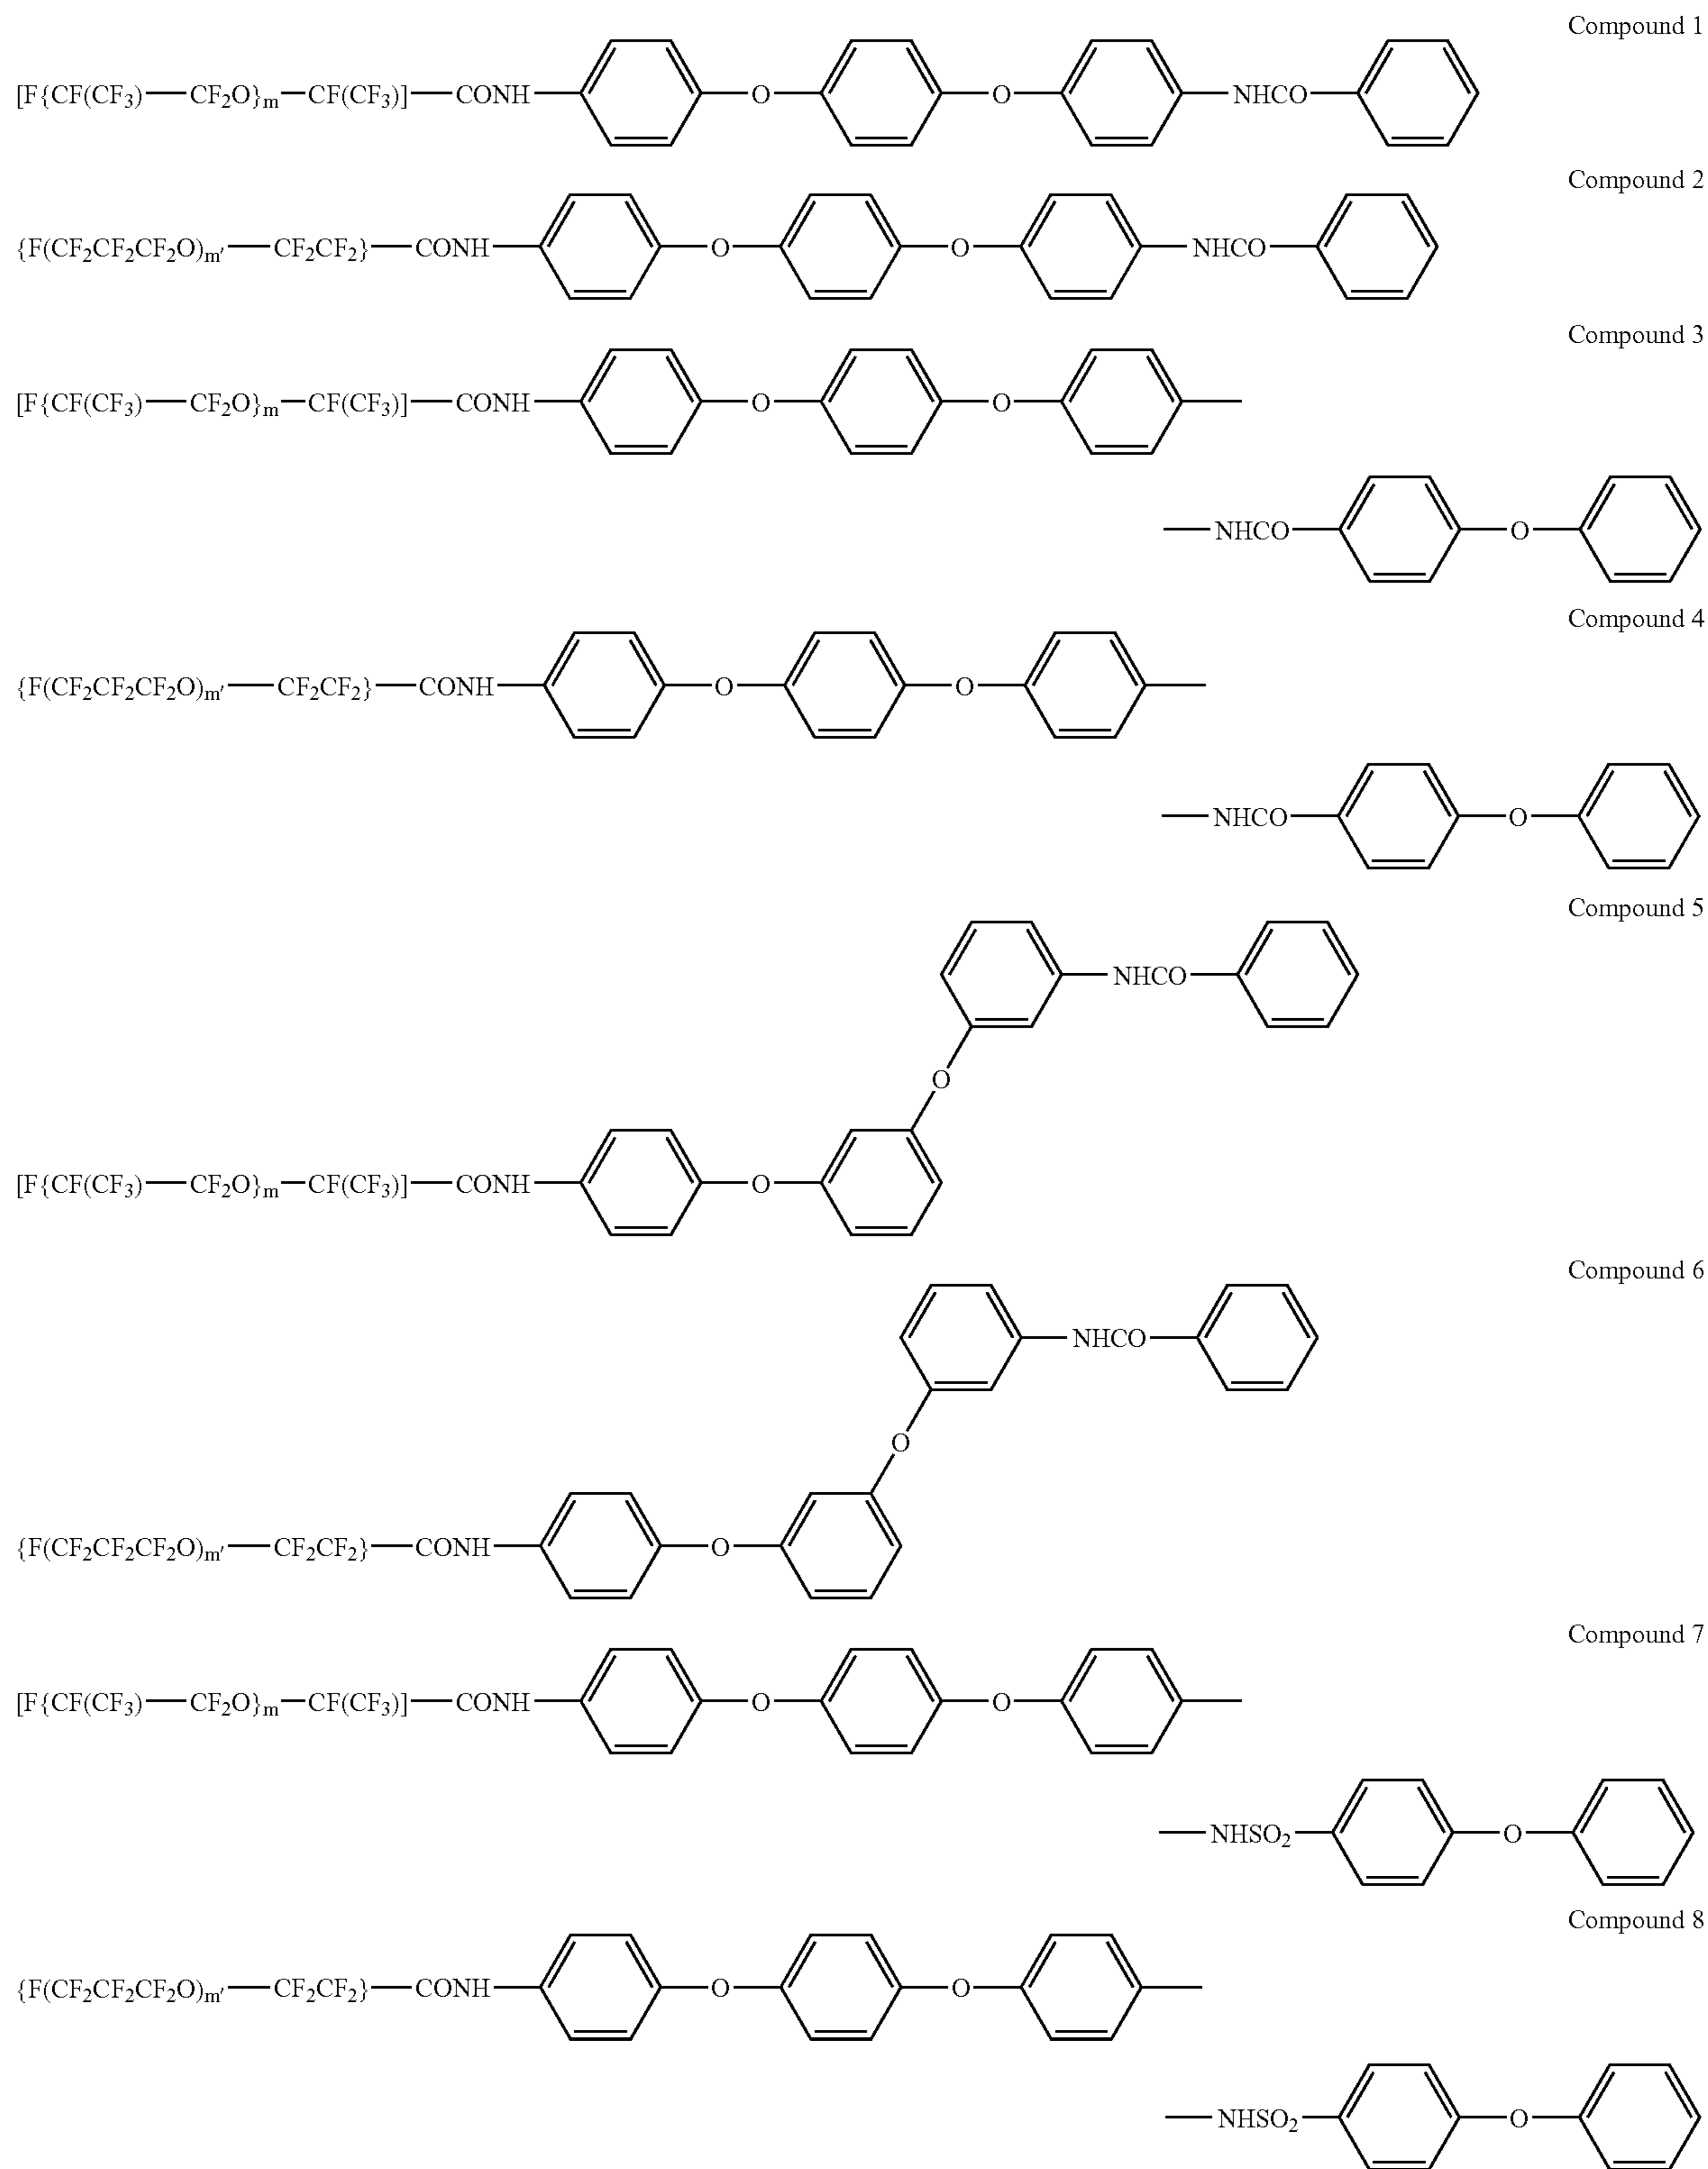 Compound 1
[F{CF(CF₃)—CF₂O}ₘ—CF(CF₃)]—CONH—O—O—NHCO
Compound 2
{F(CF₂CF₂CF₂O)ₘ′—CF₂CF₂}—CONH—O—O—NHCO
Compound 3
[F{CF(CF₃)—CF₂O}ₘ—CF(CF₃)]—CONH—O—O—
—NHCO—O
Compound 4
{F(CF₂CF₂CF₂O)ₘ′—CF₂CF₂}—CONH—O—O—
—NHCO—O
Compound 5
NHCO
O
[F{CF(CF₃)—CF₂O}ₘ—CF(CF₃)]—CONH—O
Compound 6
NHCO
O
{F(CF₂CF₂CF₂O)ₘ′—CF₂CF₂}—CONH—O
Compound 7
[F{CF(CF₃)—CF₂O}ₘ—CF(CF₃)]—CONH—O—O—
—NHSO₂—O
Compound 8
{F(CF₂CF₂CF₂O)ₘ′—CF₂CF₂}—CONH—O—O—
—NHSO₂—O